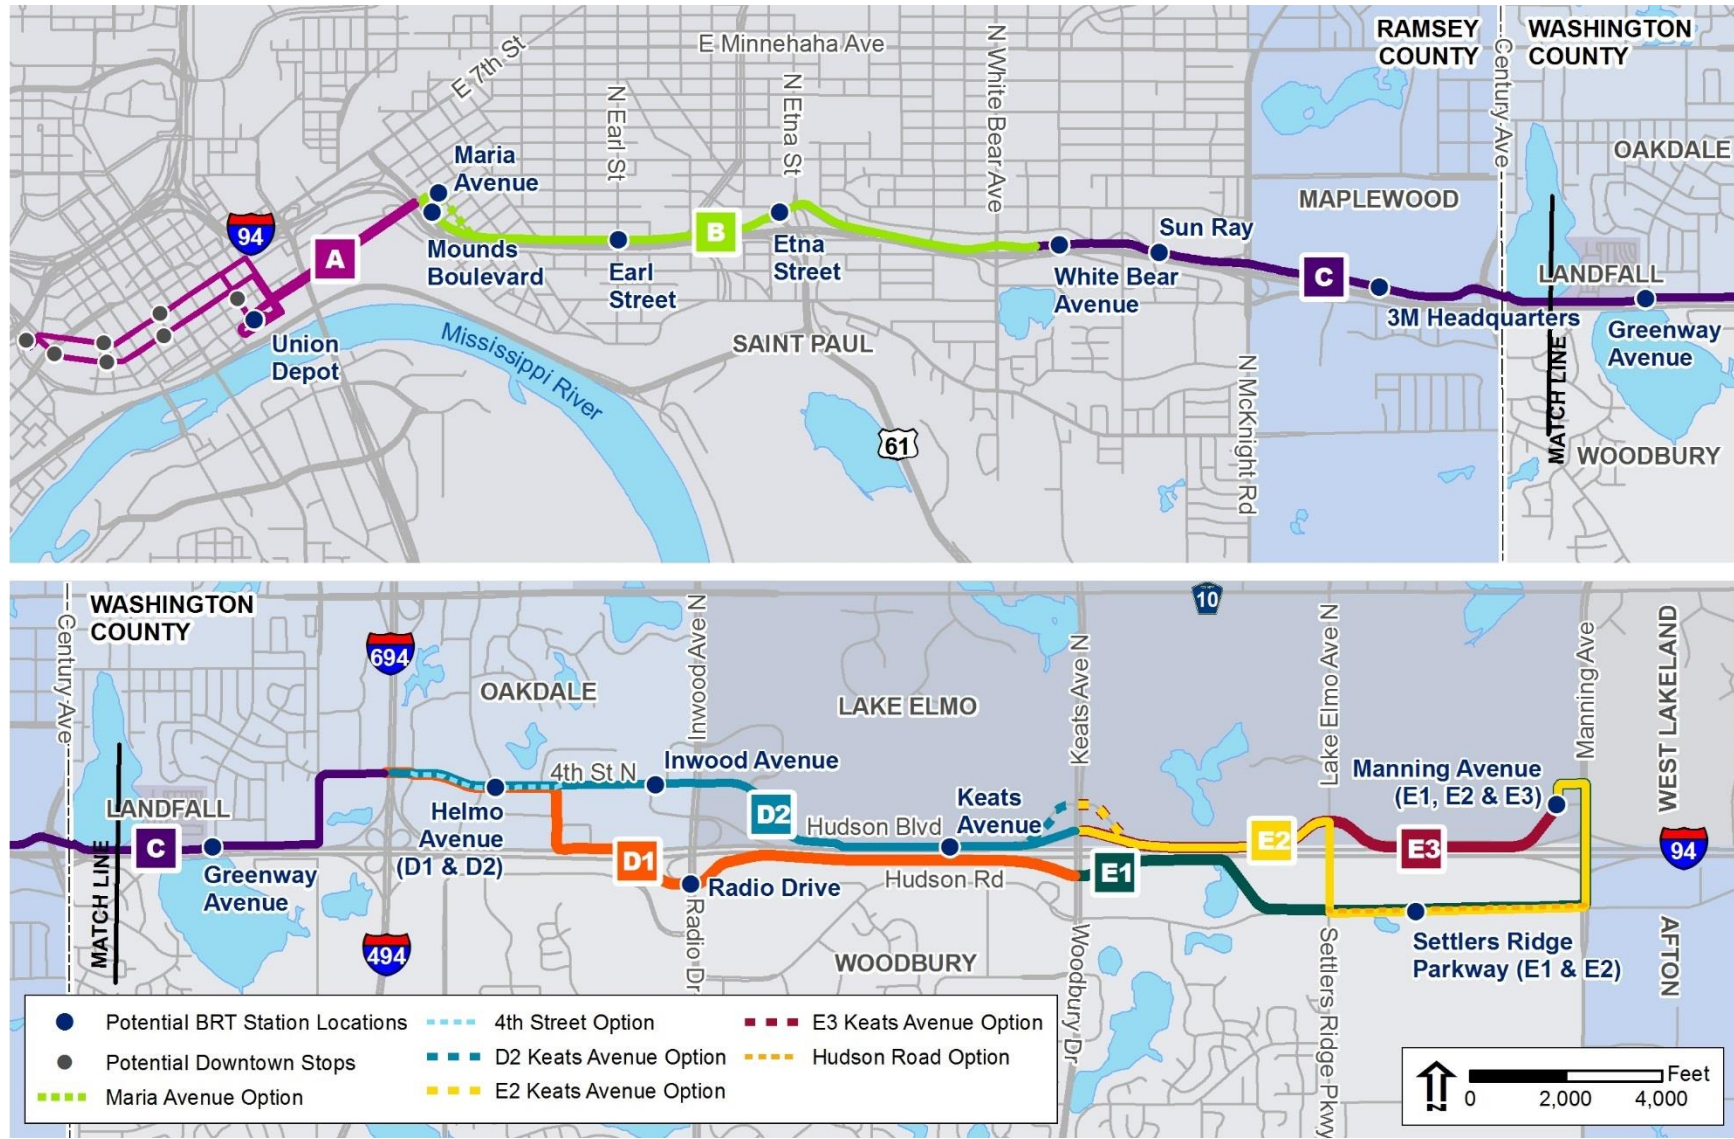 E 7th St
E Minnehaha Ave
N White Bear Ave
RAMSEY
COUNTY
Century Ave
WASHINGTON
COUNTY
N Earl St
N Etna St
Maria
Avenue
OAKDALE
MAPLEWOOD
94
A
Mounds
Boulevard
B
Earl
Street
Etna
Street
White Bear
Avenue
Sun Ray
C
LANDFALL
3M Headquarters
Greenway
Avenue
Union
Depot
Mississippi River
SAINT PAUL
61
N McKnight Rd
MATCH LINE
WOODBURY
Century Ave
WASHINGTON
COUNTY
694
OAKDALE
N Inwood Ave
LAKE ELMO
Keats Ave N
10
Lake Elmo Ave N
Manning Ave
WEST LAKELAND
4th St N
Inwood Avenue
Manning Avenue
(E1, E2 & E3)
LANDFALL
MATCH LINE
C
Greenway
Avenue
Helmo
Avenue
(D1 & D2)
D2
Hudson Blvd
Keats
Avenue
E2
E3
94
D1
Radio Drive
Hudson Rd
E1
Settlers Ridge
Parkway (E1 & E2)
AFTON
494
Radio Dr
WOODBURY
Woodbury Dr
Settlers Ridge Pkwy
Potential BRT Station Locations
Potential Downtown Stops
Maria Avenue Option
4th Street Option
D2 Keats Avenue Option
E2 Keats Avenue Option
E3 Keats Avenue Option
Hudson Road Option
N
Feet
0 2,000 4,000